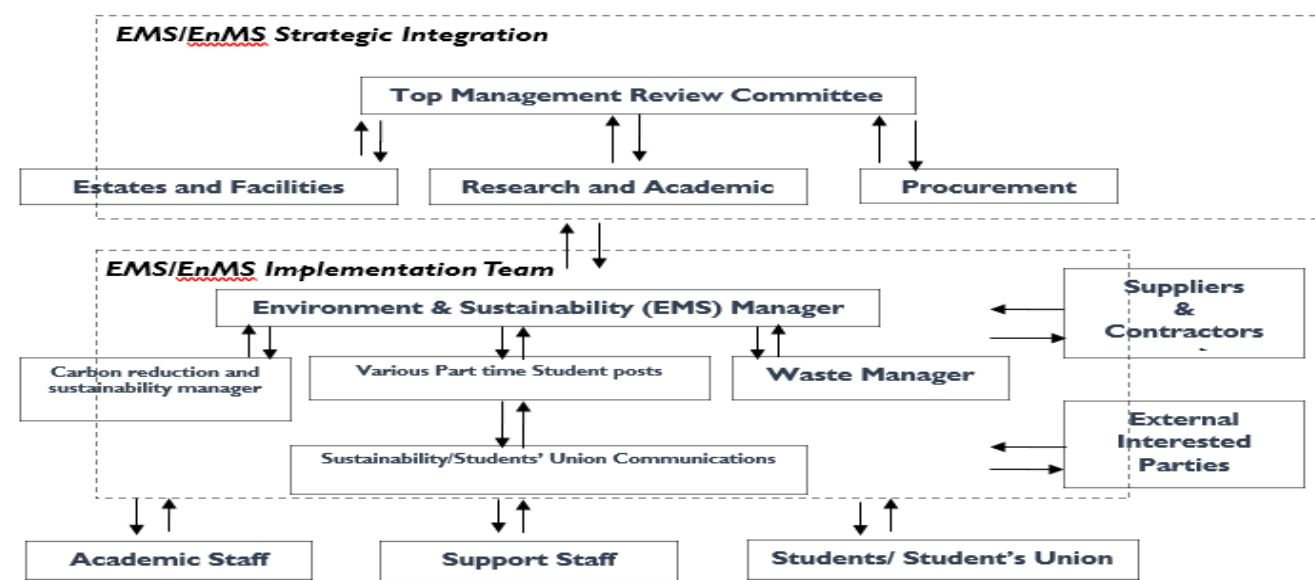 EMS/EnMS Strategic Integration
Top Management Review Committee
Estates and Facilities
Research and Academic
Procurement
EMS/EnMS Implementation Team
Environment & Sustainability (EMS) Manager
Suppliers
&
Contractors
Carbon reduction and
sustainability manager
Various Part time Student posts
Waste Manager
External
Interested
Parties
Sustainability/Students’ Union Communications
Academic Staff
Support Staff
Students/ Student’s Union